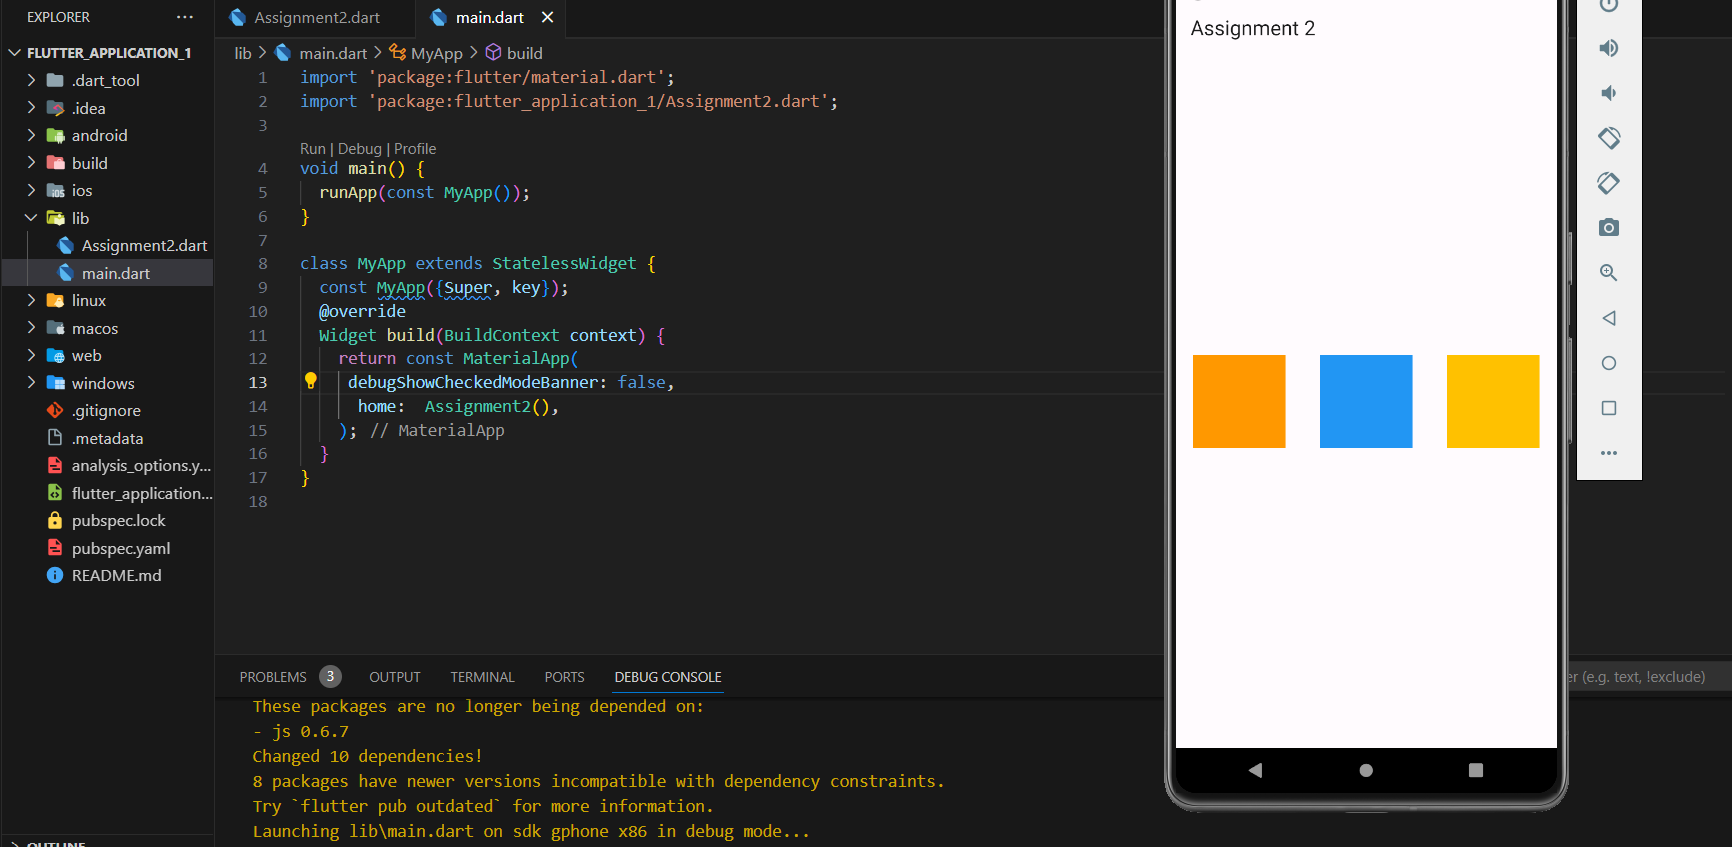 EXPLORER
FLUTTER_APPLICATION_1
.dart_tool
.idea
android
build
ios
lib
Assignment2.dart
main.dart
linux
macos
web
windows
.gitignore
.metadata
analysis_options.y...
flutter_application...
pubspec.lock
pubspec.yaml
README.md
OUTLINE
Assignment2.dart
main.dart
lib > main.dart > MyApp > build
1 import 'package:flutter/material.dart';
2 import 'package:flutter_application_1/Assignment2.dart';
3
Run | Debug | Profile
4 void main() {
5 runApp(const MyApp());
6 }
7
8 class MyApp extends StatelessWidget {
9 const MyApp({Super, key});
10 @override
11 Widget build(BuildContext context) {
12 return const MaterialApp(
13 debugShowCheckedModeBanner: false,
14 home:  Assignment2(),
15 ); // MaterialApp
16 }
17 }
18
PROBLEMS 3 OUTPUT TERMINAL PORTS DEBUG CONSOLE
er (e.g. text, !exclude)
These packages are no longer being depended on:
- js 0.6.7
Changed 10 dependencies!
8 packages have newer versions incompatible with dependency constraints.
Try `flutter pub outdated` for more information.
Launching lib\main.dart on sdk gphone x86 in debug mode...
Assignment 2